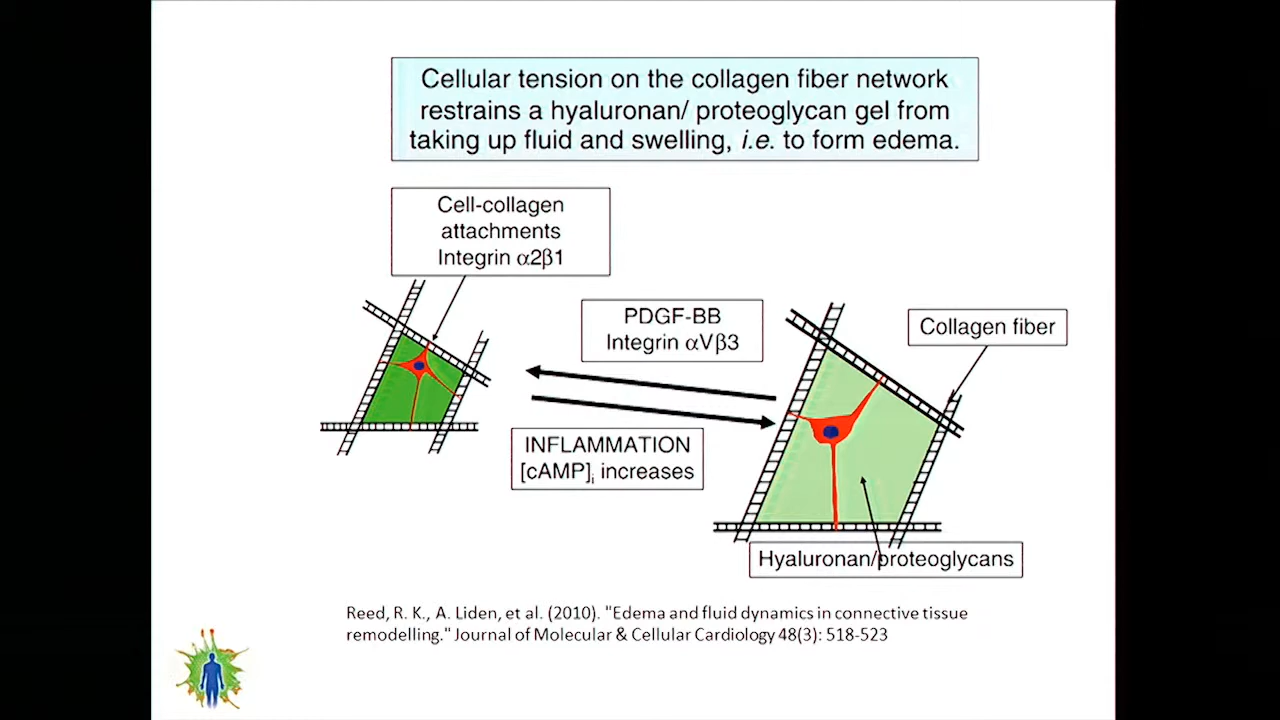 Cellular tension on the collagen fiber network
restrains a hyaluronan/ proteoglycan gel from
taking up fluid and swelling, i.e. to form edema.
Cell-collagen
attachments
Integrin α2β1
PDGF-BB
Integrin αVβ3
Collagen fiber
INFLAMMATION
[cAMP]i increases
Hyaluronan/proteoglycans
Reed, R. K., A. Liden, et al. (2010). "Edema and fluid dynamics in connective tissue
remodelling." Journal of Molecular & Cellular Cardiology 48(3): 518-523